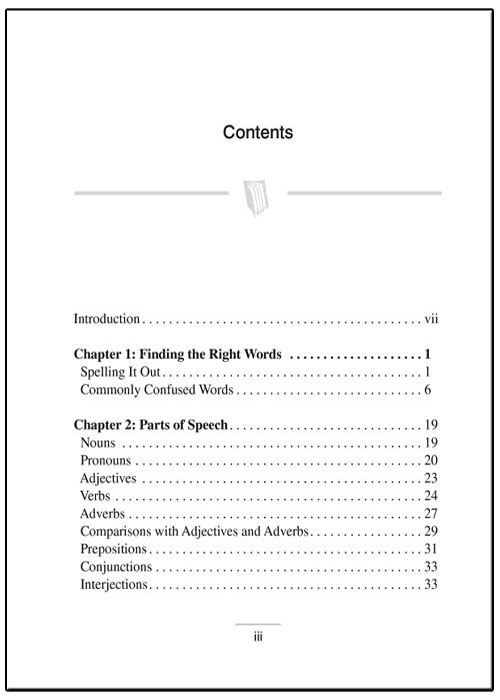 Contents
Introduction . . . . . . . . . . . . . . . . . . . . . . . . . . . . . . . . . . . . . . . . . . vii
Chapter 1: Finding the Right Words . . . . . . . . . . . . . . . . . . . . 1
Spelling It Out . . . . . . . . . . . . . . . . . . . . . . . . . . . . . . . . . . . . . . . 1
Commonly Confused Words . . . . . . . . . . . . . . . . . . . . . . . . . . . . 6
Chapter 2: Parts of Speech . . . . . . . . . . . . . . . . . . . . . . . . . . . . . 19
Nouns . . . . . . . . . . . . . . . . . . . . . . . . . . . . . . . . . . . . . . . . . . . . . 19
Pronouns . . . . . . . . . . . . . . . . . . . . . . . . . . . . . . . . . . . . . . . . . . . 20
Adjectives . . . . . . . . . . . . . . . . . . . . . . . . . . . . . . . . . . . . . . . . . . 23
Verbs . . . . . . . . . . . . . . . . . . . . . . . . . . . . . . . . . . . . . . . . . . . . . . 24
Adverbs . . . . . . . . . . . . . . . . . . . . . . . . . . . . . . . . . . . . . . . . . . . . 27
Comparisons with Adjectives and Adverbs . . . . . . . . . . . . . . . . . 29
Prepositions . . . . . . . . . . . . . . . . . . . . . . . . . . . . . . . . . . . . . . . . . 31
Conjunctions . . . . . . . . . . . . . . . . . . . . . . . . . . . . . . . . . . . . . . . . 33
Interjections . . . . . . . . . . . . . . . . . . . . . . . . . . . . . . . . . . . . . . . . . 33
iii